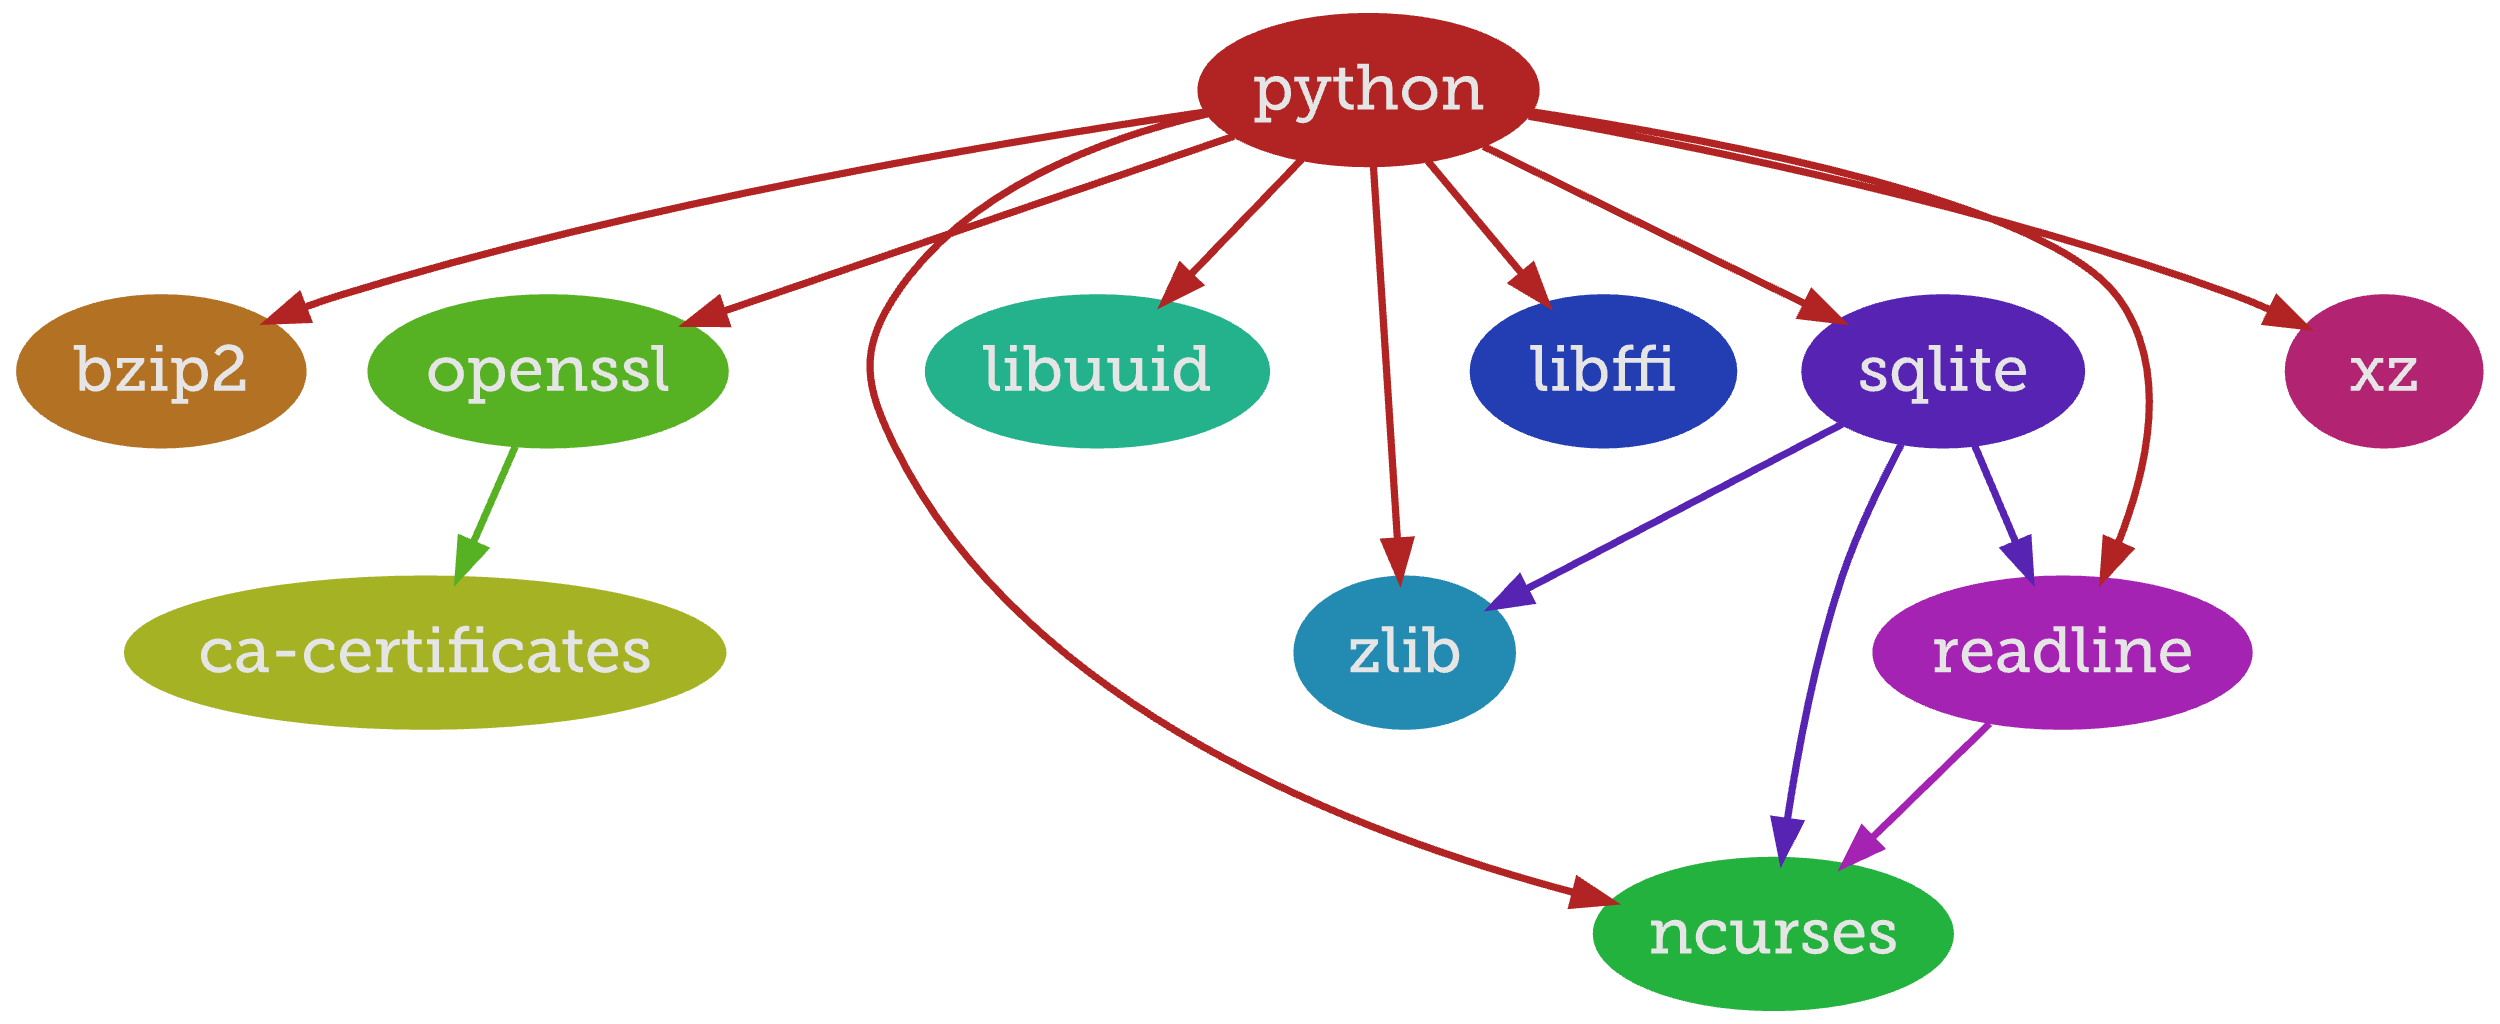 python
bzip2
openssl
libuuid
libffi
sqlite
xz
ca-certificates
zlib
readline
ncurses